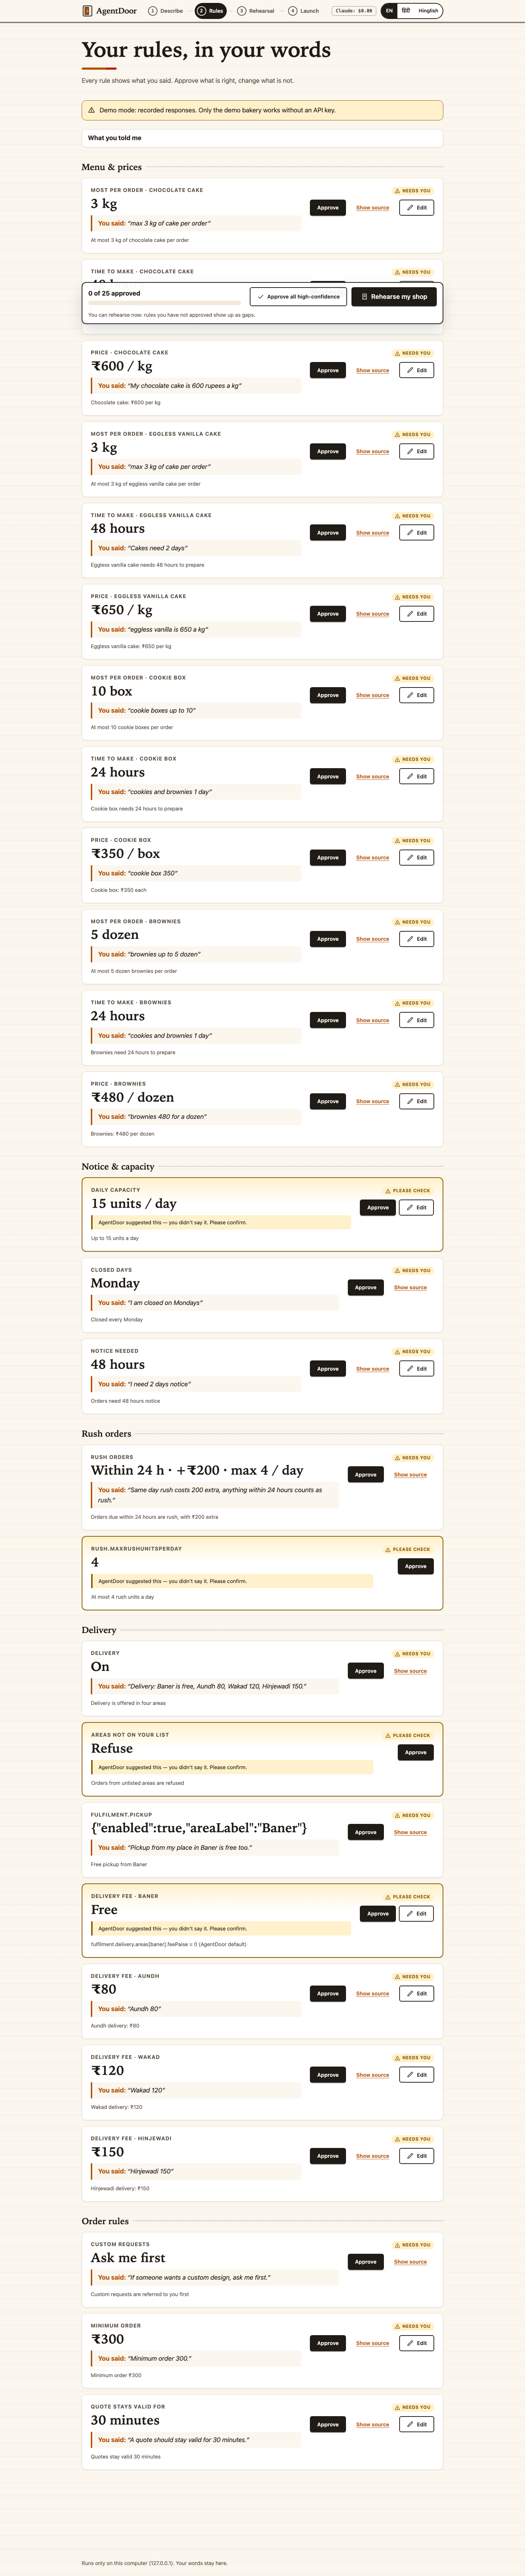 AgentDoor
1 Describe
2 Rules
3 Rehearsal
4 Launch
Claude: $0.00
EN
हिंदी
Hinglish
Your rules, in your words
Every rule shows what you said. Approve what is right, change what is not.
Demo mode: recorded responses. Only the demo bakery works without an API key.
What you told me
Menu & prices
MOST PER ORDER · CHOCOLATE CAKE
NEEDS YOU
3 kg
Approve
Show source
Edit
You said: “max 3 kg of cake per order”
At most 3 kg of chocolate cake per order
TIME TO MAKE · CHOCOLATE CAKE
NEEDS YOU
0 of 25 approved
Approve all high-confidence
Rehearse my shop
You can rehearse now: rules you have not approved show up as gaps.
PRICE · CHOCOLATE CAKE
NEEDS YOU
₹600 / kg
Approve
Show source
Edit
You said: “My chocolate cake is 600 rupees a kg”
Chocolate cake: ₹600 per kg
MOST PER ORDER · EGGLESS VANILLA CAKE
NEEDS YOU
3 kg
Approve
Show source
Edit
You said: “max 3 kg of cake per order”
At most 3 kg of eggless vanilla cake per order
TIME TO MAKE · EGGLESS VANILLA CAKE
NEEDS YOU
48 hours
Approve
Show source
Edit
You said: “Cakes need 2 days”
Eggless vanilla cake needs 48 hours to prepare
PRICE · EGGLESS VANILLA CAKE
NEEDS YOU
₹650 / kg
Approve
Show source
Edit
You said: “eggless vanilla is 650 a kg”
Eggless vanilla cake: ₹650 per kg
MOST PER ORDER · COOKIE BOX
NEEDS YOU
10 box
Approve
Show source
Edit
You said: “cookie boxes up to 10”
At most 10 cookie boxes per order
TIME TO MAKE · COOKIE BOX
NEEDS YOU
24 hours
Approve
Show source
Edit
You said: “cookies and brownies 1 day”
Cookie box needs 24 hours to prepare
PRICE · COOKIE BOX
NEEDS YOU
₹350 / box
Approve
Show source
Edit
You said: “cookie box 350”
Cookie box: ₹350 each
MOST PER ORDER · BROWNIES
NEEDS YOU
5 dozen
Approve
Show source
Edit
You said: “brownies up to 5 dozen”
At most 5 dozen brownies per order
TIME TO MAKE · BROWNIES
NEEDS YOU
24 hours
Approve
Show source
Edit
You said: “cookies and brownies 1 day”
Brownies need 24 hours to prepare
PRICE · BROWNIES
NEEDS YOU
₹480 / dozen
Approve
Show source
Edit
You said: “brownies 480 for a dozen”
Brownies: ₹480 per dozen
Notice & capacity
DAILY CAPACITY
PLEASE CHECK
15 units / day
Approve
Edit
AgentDoor suggested this — you didn't say it. Please confirm.
Up to 15 units a day
CLOSED DAYS
NEEDS YOU
Monday
Approve
Show source
You said: “I am closed on Mondays”
Closed every Monday
NOTICE NEEDED
NEEDS YOU
48 hours
Approve
Show source
Edit
You said: “I need 2 days notice”
Orders need 48 hours notice
Rush orders
RUSH ORDERS
NEEDS YOU
Within 24 h · +₹200 · max 4 / day
Approve
Show source
You said: “Same day rush costs 200 extra, anything within 24 hours counts as
rush.”
Orders due within 24 hours are rush, with ₹200 extra
RUSH.MAXRUSHUNITSPERDAY
PLEASE CHECK
4
Approve
AgentDoor suggested this — you didn't say it. Please confirm.
At most 4 rush units a day
Delivery
DELIVERY
NEEDS YOU
On
Approve
Show source
You said: “Delivery: Baner is free, Aundh 80, Wakad 120, Hinjewadi 150.”
Delivery is offered in four areas
AREAS NOT ON YOUR LIST
PLEASE CHECK
Refuse
Approve
AgentDoor suggested this — you didn't say it. Please confirm.
Orders from unlisted areas are refused
FULFILMENT.PICKUP
NEEDS YOU
{"enabled":true,"areaLabel":"Baner"}
Approve
Show source
You said: “Pickup from my place in Baner is free too.”
Free pickup from Baner
DELIVERY FEE · BANER
PLEASE CHECK
Free
Approve
Edit
AgentDoor suggested this — you didn't say it. Please confirm.
fulfilment.delivery.areas[baner].feePaise = 0 (AgentDoor default)
DELIVERY FEE · AUNDH
NEEDS YOU
₹80
Approve
Show source
Edit
You said: “Aundh 80”
Aundh delivery: ₹80
DELIVERY FEE · WAKAD
NEEDS YOU
₹120
Approve
Show source
Edit
You said: “Wakad 120”
Wakad delivery: ₹120
DELIVERY FEE · HINJEWADI
NEEDS YOU
₹150
Approve
Show source
Edit
You said: “Hinjewadi 150”
Hinjewadi delivery: ₹150
Order rules
CUSTOM REQUESTS
NEEDS YOU
Ask me first
Approve
Show source
You said: “If someone wants a custom design, ask me first.”
Custom requests are referred to you first
MINIMUM ORDER
NEEDS YOU
₹300
Approve
Show source
Edit
You said: “Minimum order 300.”
Minimum order ₹300
QUOTE STAYS VALID FOR
NEEDS YOU
30 minutes
Approve
Show source
Edit
You said: “A quote should stay valid for 30 minutes.”
Quotes stay valid 30 minutes
Runs only on this computer (127.0.0.1). Your words stay here.